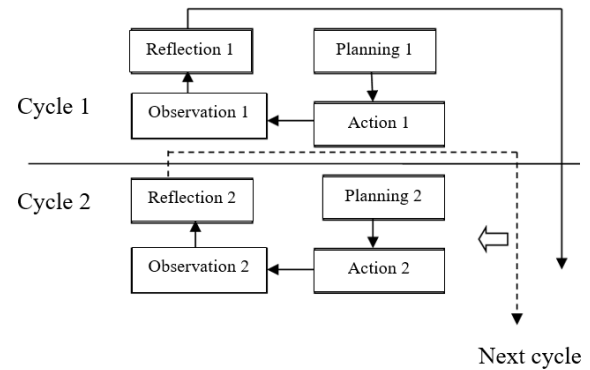 Reflection 1
Planning 1
Cycle 1
Observation 1
Action 1
Cycle 2
Reflection 2
Planning 2
Observation 2
Action 2
Next cycle